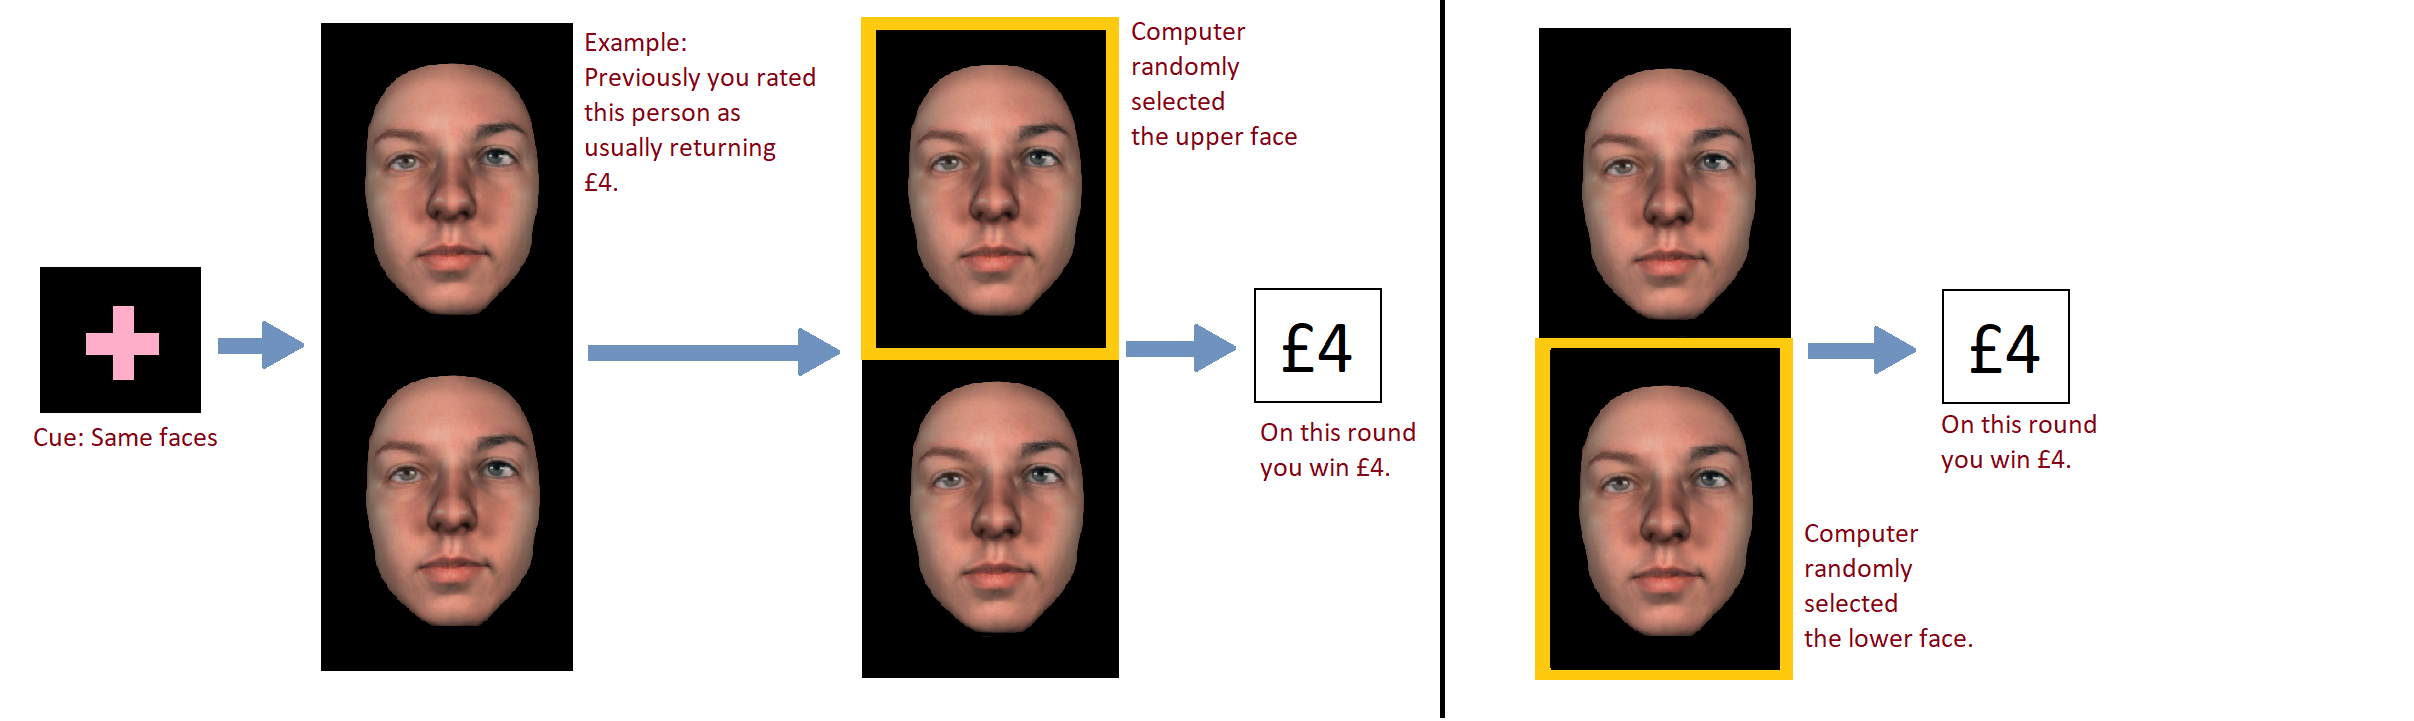 Cue: Same faces
Example:
Previously you rated
this person as
usually returning
£4.
Computer
randomly
selected
the upper face
£4
On this round
you win £4.
£4
On this round
you win £4.
Computer
randomly
selected
the lower face.